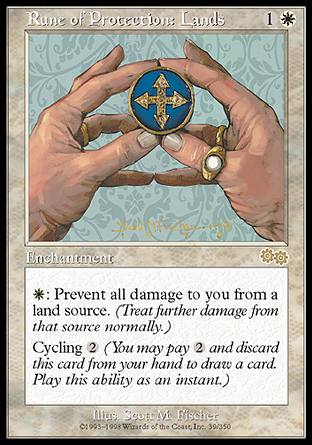 Rune of Protection: Lands 1
Enchantment
: Prevent all damage to you from a
land source. (Treat further damage from
that source normally.)
Cycling 2 (You may pay 2 and discard
this card from your hand to draw a card.
Play this ability as an instant.)
Illus. Scott M. Fischer
©1993-1998 Wizards of the Coast, Inc. 39/350